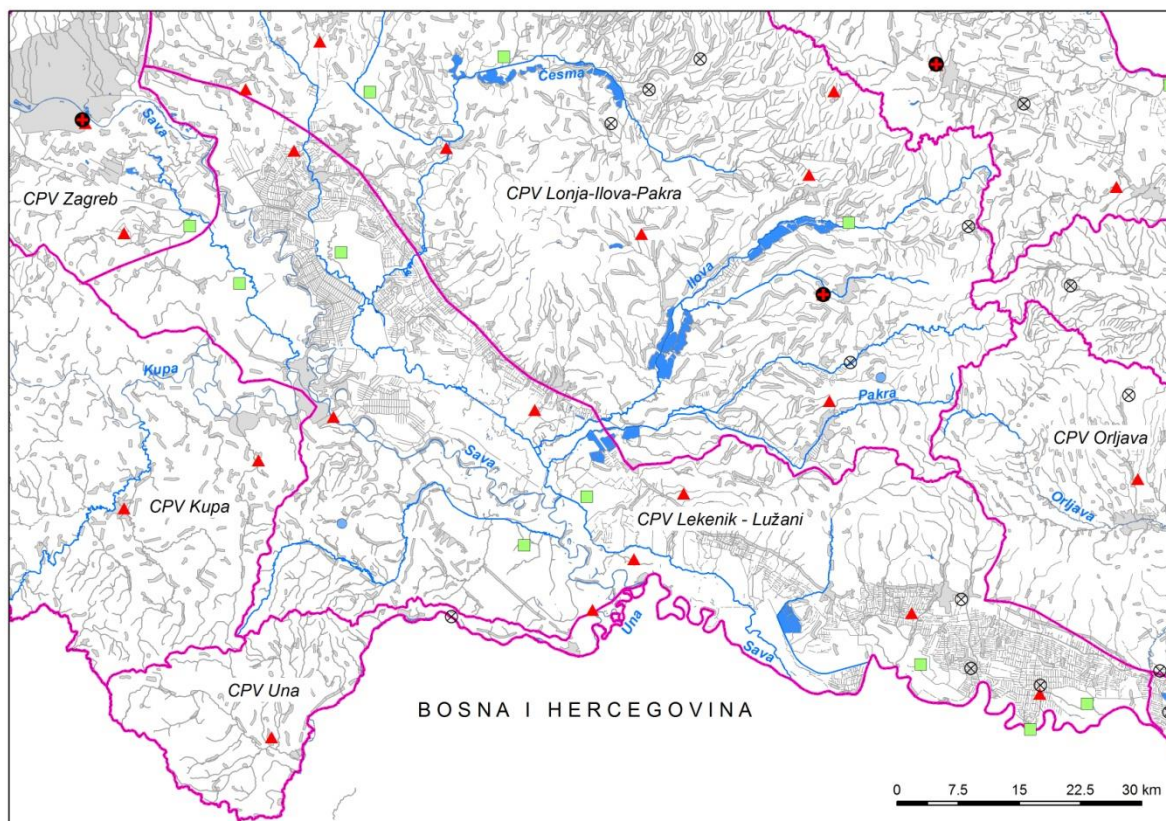 Česma
Sava
CPV Zagreb
CPV Lonja-Ilova-Pakra
Ilova
Kupa
Pakra
CPV Orljava
Sava
Orljava
CPV Kupa
CPV Lekenik - Lužani
Una
Sava
CPV Una
BOSNA I HERCEGOVINA
0 7.5 15 22.5 30 km